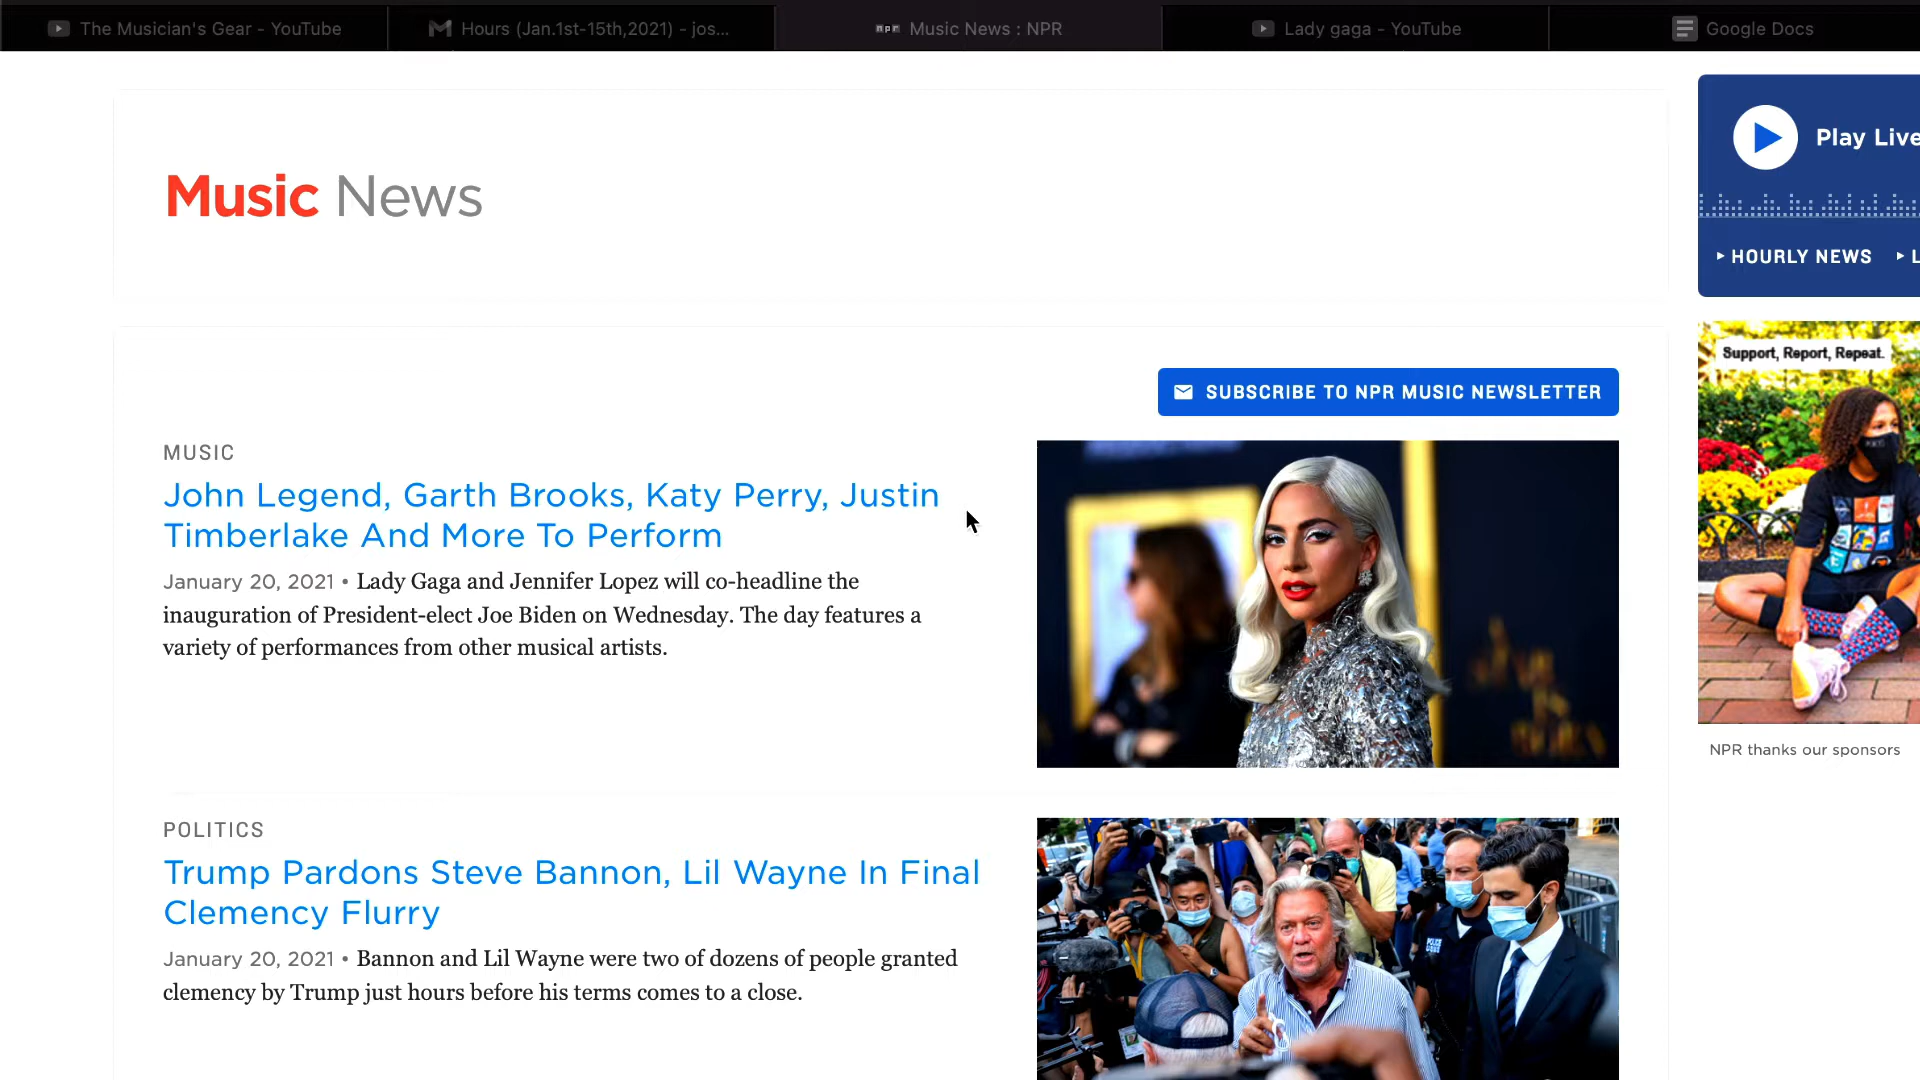 The Musician's Gear - YouTube
Hours (Jan.1st-15th,2021) - jos...
npr Music News : NPR
Lady gaga - YouTube
Google Docs
Music News
Play Live
HOURLY NEWS
Support, Report, Repeat.
SUBSCRIBE TO NPR MUSIC NEWSLETTER
MUSIC
John Legend, Garth Brooks, Katy Perry, Justin
Timberlake And More To Perform
January 20, 2021 • Lady Gaga and Jennifer Lopez will co-headline the
inauguration of President-elect Joe Biden on Wednesday. The day features a
variety of performances from other musical artists.
NPR thanks our sponsors
POLITICS
Trump Pardons Steve Bannon, Lil Wayne In Final
Clemency Flurry
January 20, 2021 • Bannon and Lil Wayne were two of dozens of people granted
clemency by Trump just hours before his terms comes to a close.
POLICE